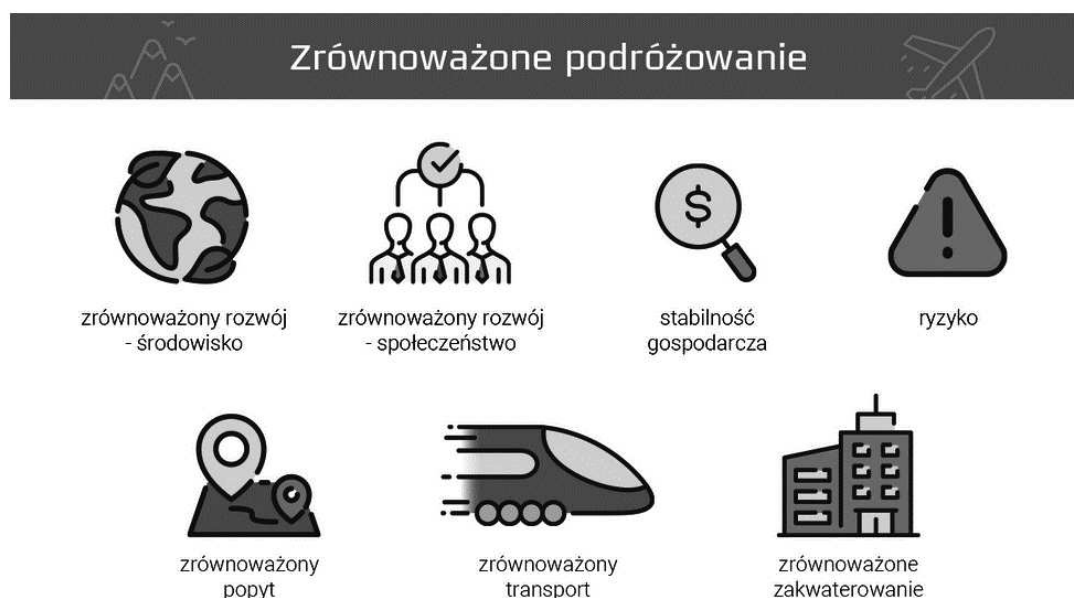 Zrównoważone podróżowanie
zrównoważony rozwój
- środowisko
zrównoważony rozwój
- społeczeństwo
stabilność
gospodarcza
ryzyko
zrównoważony
popyt
zrównoważony
transport
zrównoważone
zakwaterowanie